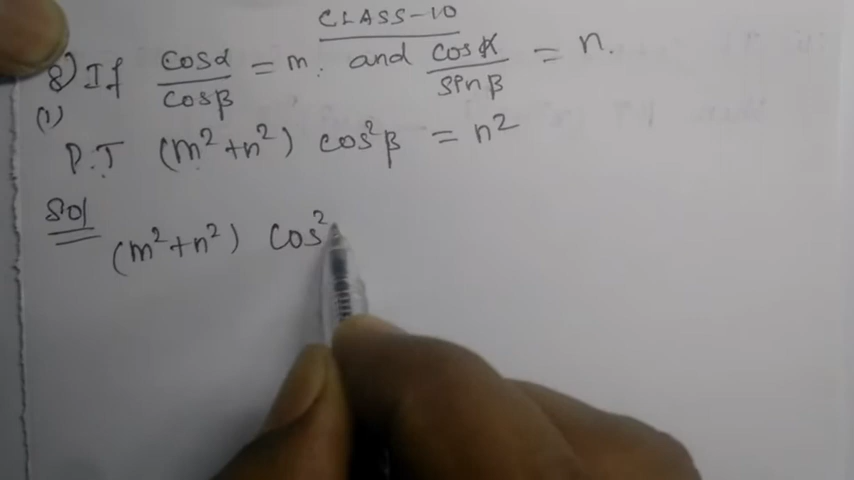 CLASS-10
8) If cosα/cosβ = m. and cosα/sinβ = n.
(1)
P.T (m²+n²) cos²β = n²
Sol
(m²+n²) cos²